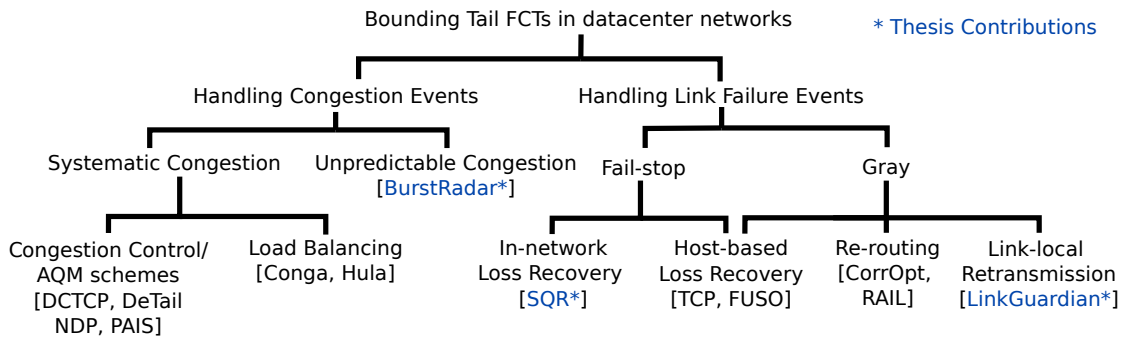 Bounding Tail FCTs in datacenter networks
* Thesis Contributions
Handling Congestion Events
Handling Link Failure Events
Systematic Congestion
Unpredictable Congestion
[BurstRadar*]
Fail-stop
Gray
Congestion Control/
AQM schemes
[DCTCP, DeTail
NDP, PAIS]
Load Balancing
[Conga, Hula]
In-network
Loss Recovery
[SQR*]
Host-based
Loss Recovery
[TCP, FUSO]
Re-routing
[CorrOpt,
RAIL]
Link-local
Retransmission
[LinkGuardian*]